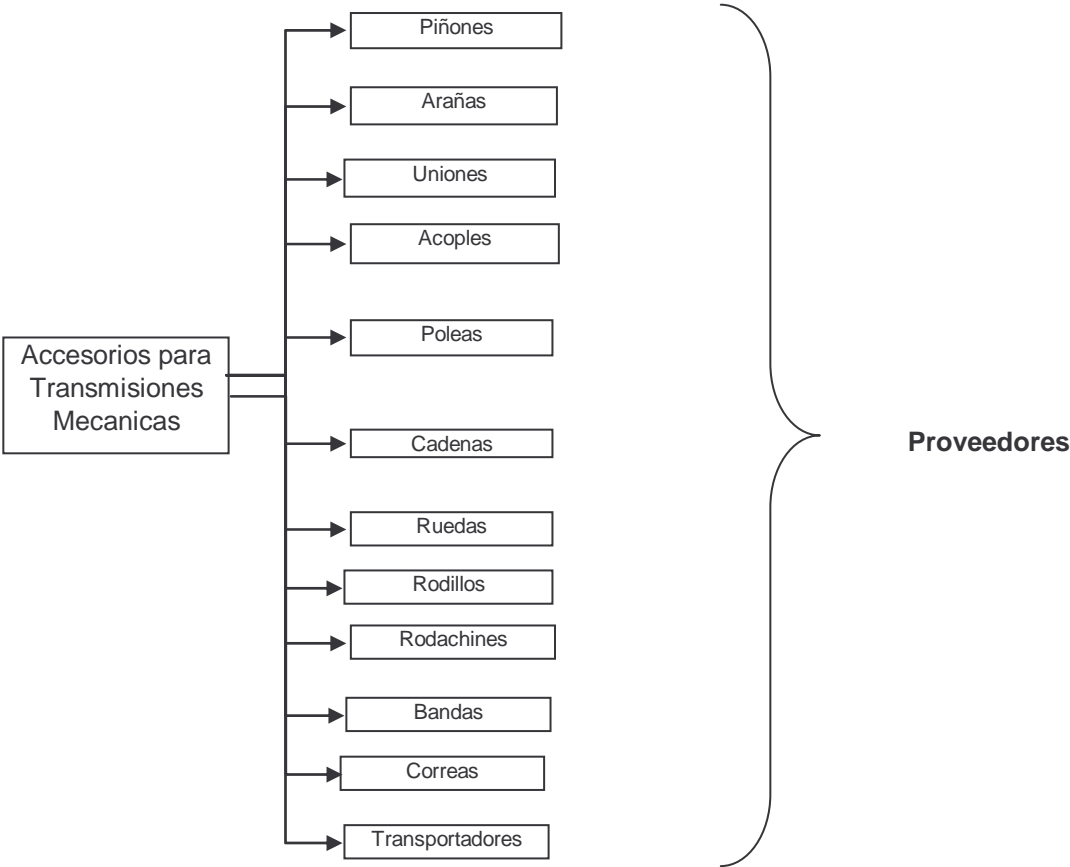 Piñones
Arañas
Uniones
Acoples
Poleas
Accesorios para
Transmisiones
Mecanicas
Cadenas
Proveedores
Ruedas
Rodillos
Rodachines
Bandas
Correas
Transportadores